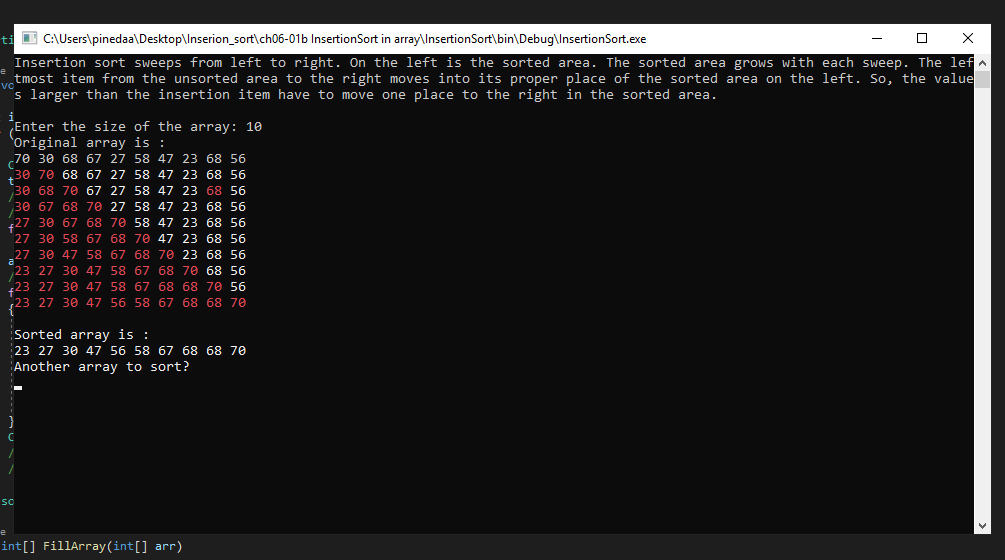 C:\Users\pinedaa\Desktop\Inserion_sort\ch06-01b InsertionSort in array\InsertionSort\bin\Debug\InsertionSort.exe
Insertion sort sweeps from left to right. On the left is the sorted area. The sorted area grows with each sweep. The lef
tmost item from the unsorted area to the right moves into its proper place of the sorted area on the left. So, the value
s larger than the insertion item have to move one place to the right in the sorted area.
Enter the size of the array: 10
Original array is :
70 30 68 67 27 58 47 23 68 56
30 70 68 67 27 58 47 23 68 56
30 68 70 67 27 58 47 23 68 56
30 67 68 70 27 58 47 23 68 56
27 30 67 68 70 58 47 23 68 56
27 30 58 67 68 70 47 23 68 56
27 30 47 58 67 68 70 23 68 56
23 27 30 47 58 67 68 70 68 56
23 27 30 47 58 67 68 68 70 56
23 27 30 47 56 58 67 68 68 70
Sorted array is :
23 27 30 47 56 58 67 68 68 70
Another array to sort?
int[] FillArray(int[] arr)